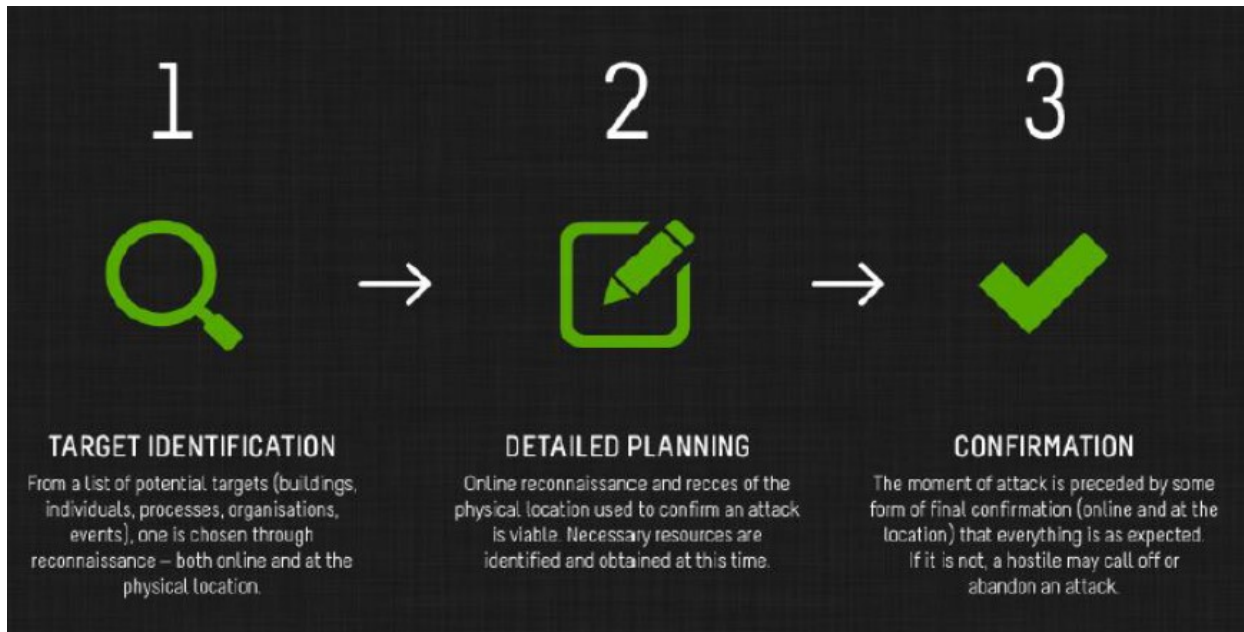 1
2
3
TARGET IDENTIFICATION
From a list of potential targets (buildings,
individuals, processes, organisations,
events), one is chosen through
reconnaissance – both online and at the
physical location.
DETAILED PLANNING
Online reconnaissance and recces of the
physical location used to confirm an attack
is viable. Necessary resources are
identified and obtained at this time.
CONFIRMATION
The moment of attack is preceded by some
form of final confirmation (online and at the
location) that everything is as expected.
If it is not, a hostile may call off or
abandon an attack.